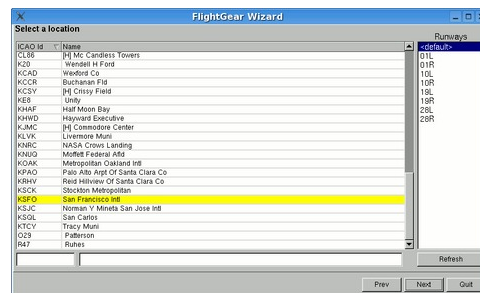 FlightGear Wizard
Select a location
Runways
ICAO Id Name
CL86 [H] Mc Candless Towers
K20 Wendell H Ford
KCAD Wexford Co
KCCR Buchanan Fld
KCSY [H] Crissy Field
KE8 Unity
KHAF Half Moon Bay
KHWD Hayward Executive
KJMC [H] Commodore Center
KLVK Livermore Muni
KNRC NASA Crows Landing
KNUQ Moffett Federal Afld
KOAK Metropolitan Oakland Intl
KPAO Palo Alto Arpt Of Santa Clara Co
KRHV Reid Hillview Of Santa Clara Co
KSCK Stockton Metropolitan
KSFO San Francisco Intl
KSJC Norman Y Mineta San Jose Intl
KSQL San Carlos
KTCY Tracy Muni
O29 Patterson
R47 Ruhes
<default>
01L
01R
10L
10R
19L
19R
28L
28R
Refresh
Prev Next Quit